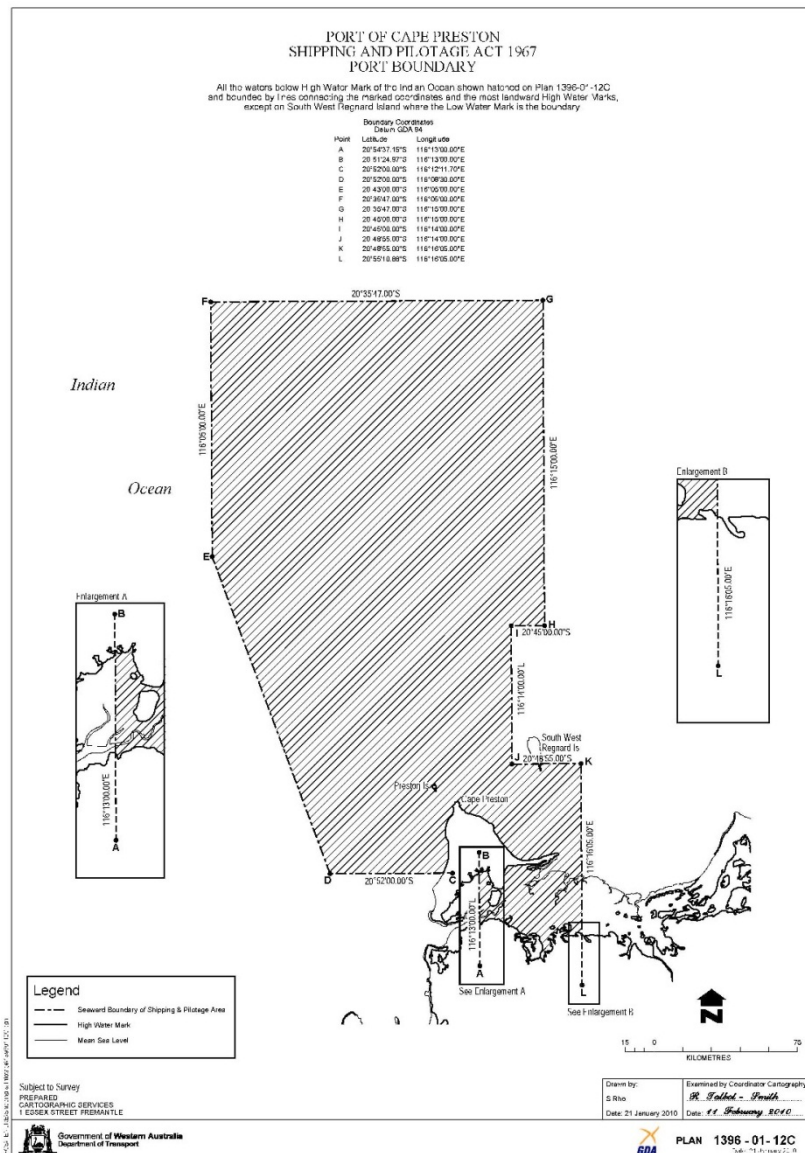 PORT OF CAPE PRESTON
SHIPPING AND PILOTAGE ACT 1967
PORT BOUNDARY
All the waters below High Water Mark of the Indian Ocean shown hatched on Plan 1396-01-12C
and bounded by lines connecting the marked coordinates and the most landward High Water Marks,
except on South West Regnard Island where the Low Water Mark is the boundary
Boundary Coordinates
Datum GDA 94
Point Latitude Longitude
A 20°54'37.15"S 116°13'00.00"E
B 20 51'24.97"S 116°13'00.00"E
C 20°52'00.00"S 116°12'11.70"E
D 20°52'00.00"S 116°08'30.00"E
E 20 43'00.00"S 116°05'00.00"E
F 20°35'47.00"S 116°05'00.00"E
G 20 35'47.00"S 116°15'00.00"E
H 20 45'00.00"S 116°15'00.00"E
I 20°45'00.00"S 116°14'00.00"E
J 20 48'55.00"S 116°14'00.00"E
K 20°48'55.00"S 116°16'05.00"E
L 20°55'10.88"S 116°16'05.00"E
F
20°35'47.00"S
G
Indian
Ocean
116°05'00.00"E
116°15'00.00"E
E
Enlargement B
116°16'05.00"E
L
Enlargement A
B
116°13'00.00"E
A
H
I
20°45'00.00"S
116°14'00.00"E
South West
Regnard Is
J
20°48'55.00"S
K
Preston Is
Cape Preston
116°16'05.00"E
B
D
20°52'00.00"S
C
116°13'00.00"E
A
L
See Enlargement A
See Enlargement B
N
Legend
Seaward Boundary of Shipping & Pilotage Area
High Water Mark
Mean Sea Level
15 0 75
KILOMETRES
Subject to Survey
PREPARED
CARTOGRAPHIC SERVICES
1 ESSEX STREET FREMANTLE
Drawn by:
S Rho
Date: 21 January 2010
Examined by Coordinator Cartography
R Talbot - Smith
Date: 11 February 2010
Government of Western Australia
Department of Transport
GDA
PLAN 1396 - 01 - 12C